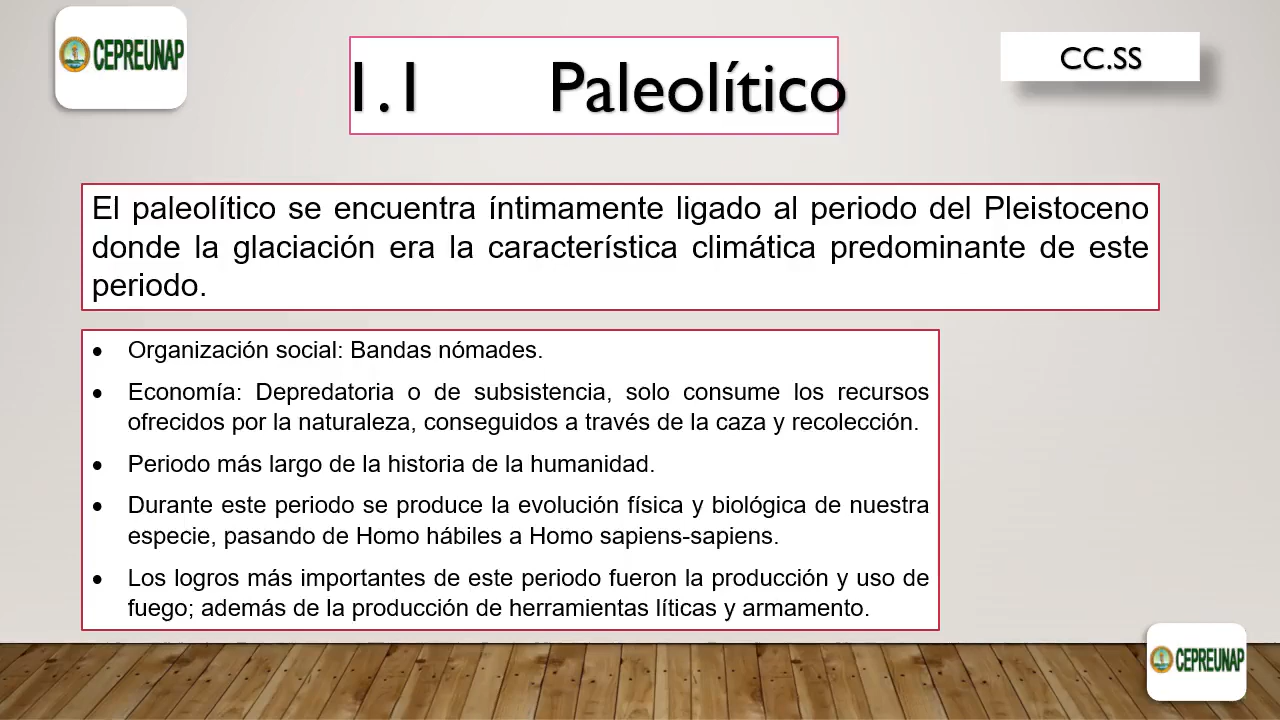 CEPREUNAP
1.1 Paleolítico
CC.SS
El paleolítico se encuentra íntimamente ligado al periodo del Pleistoceno
donde la glaciación era la característica climática predominante de este
periodo.
• Organización social: Bandas nómades.
• Economía: Depredatoria o de subsistencia, solo consume los recursos
ofrecidos por la naturaleza, conseguidos a través de la caza y recolección.
• Periodo más largo de la historia de la humanidad.
• Durante este periodo se produce la evolución física y biológica de nuestra
especie, pasando de Homo hábiles a Homo sapiens-sapiens.
• Los logros más importantes de este periodo fueron la producción y uso de
fuego; además de la producción de herramientas líticas y armamento.
CEPREUNAP